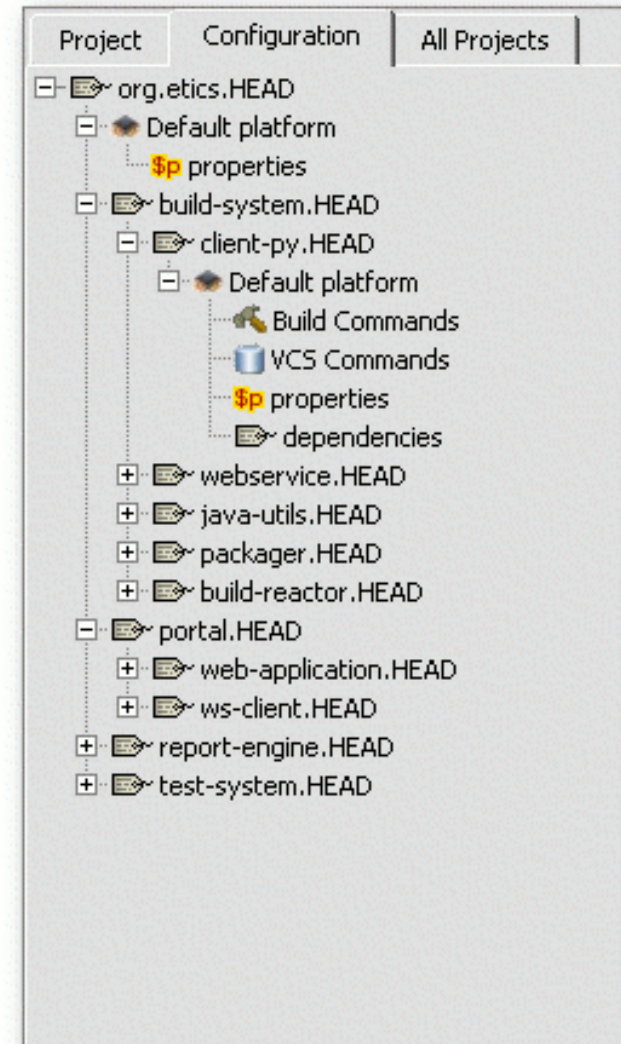 Project Configuration All Projects
org.etics.HEAD
Default platform
$p properties
build-system.HEAD
client-py.HEAD
Default platform
Build Commands
VCS Commands
$p properties
dependencies
webservice.HEAD
java-utils.HEAD
packager.HEAD
build-reactor.HEAD
portal.HEAD
web-application.HEAD
ws-client.HEAD
report-engine.HEAD
test-system.HEAD